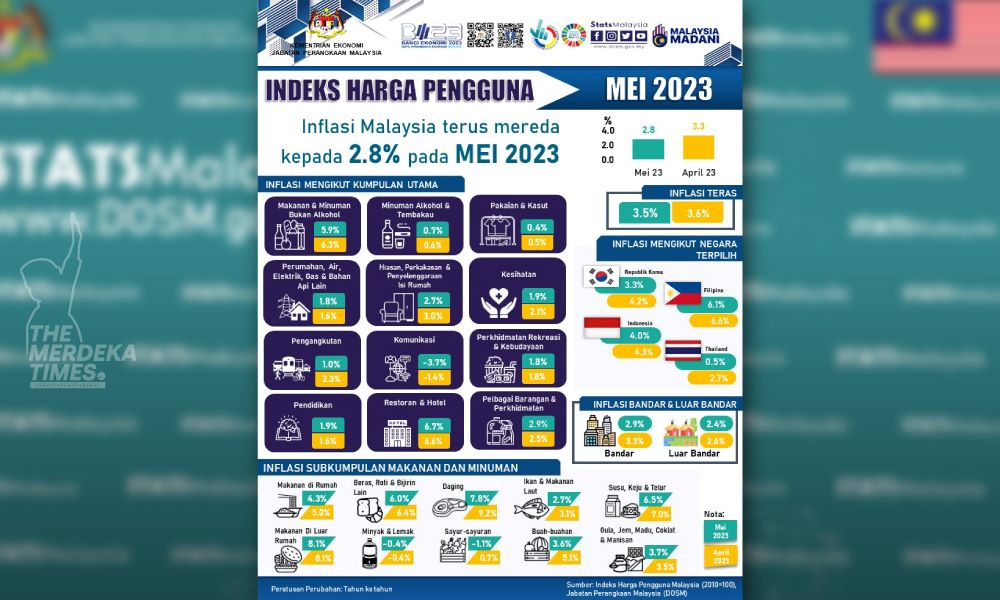 KEMENTRIAN EKONOMI
JABATAN PERANGKAAN MALAYSIA
BANCI EKONOMI 2023
StatsMalaysia
www.dosm.gov.my
MALAYSIA
MADANI
INDEKS HARGA PENGGUNA
MEI 2023
Inflasi Malaysia terus mereda
kepada 2.8% pada MEI 2023
%
4.0
2.0
0.0
2.8
3.3
Mei 23
April 23
INFLASI MENGIKUT KUMPULAN UTAMA
Makanan & Minuman
Bukan Alkohol
5.9%
6.3%
Minuman Alkohol &
Tembakau
0.7%
0.6%
Pakaian & Kasut
0.4%
0.5%
Perumahan, Air,
Elektrik, Gas & Bahan
Api Lain
1.8%
1.6%
Hiasan, Perkakasan &
Penyelenggaraan
Isi Rumah
2.7%
3.0%
Kesihatan
1.9%
2.1%
Pengangkutan
1.0%
2.3%
Komunikasi
-3.7%
-1.4%
Perkhidmatan Rekreasi
& Kebudayaan
1.8%
1.8%
Pendidikan
1.9%
1.6%
Restoran & Hotel
HOTEL
6.7%
6.6%
Pelbagai Barangan &
Perkhidmatan
2.9%
2.5%
INFLASI TERAS
3.5%
3.6%
INFLASI MENGIKUT NEGARA
TERPILIH
Republik Korea
3.3%
4.2%
Filipina
6.1%
6.6%
Indonesia
4.0%
4.3%
Thailand
0.5%
2.7%
INFLASI BANDAR & LUAR BANDAR
2.9%
3.3%
Bandar
2.4%
2.6%
Luar Bandar
INFLASI SUBKUMPULAN MAKANAN DAN MINUMAN
Makanan di Rumah
4.3%
5.0%
Beras, Roti & Bijirin
Lain
6.0%
6.4%
Daging
7.8%
9.2%
Ikan & Makanan
Laut
2.7%
3.1%
Susu, Keju & Telur
6.5%
7.0%
Makanan Di Luar
Rumah
8.1%
8.1%
Minyak & Lemak
-0.4%
-0.4%
Sayur-sayuran
-1.1%
0.7%
Buah-buahan
3.6%
5.1%
Gula, Jem, Madu, Coklat
& Manisan
3.7%
3.5%
Nota:
Mei
2023
April
2023
Peratusan Perubahan: Tahun ke tahun
Sumber: Indeks Harga Pengguna Malaysia (2010=100),
Jabatan Perangkaan Malaysia (DOSM)
THE
MERDEKA
TIMES.
STATSMalaysia
www.DOSM.g